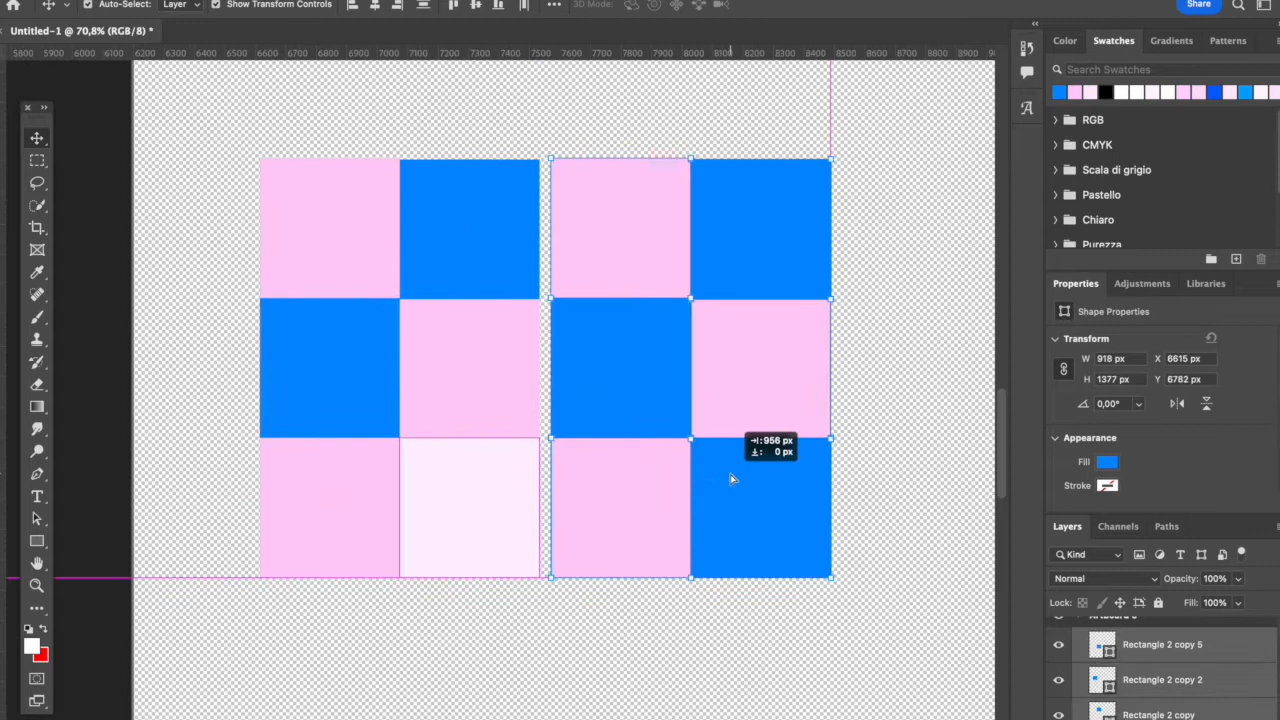 Auto-Select: Layer Show Transform Controls 3D Mode: Share
Untitled-1 @ 70,8% (RGB/8) *
5800 5900 6000 6100 6200 6300 6400 6500 6600 6700 6800 6900 7000 7100 7200 7300 7400 7500 7600 7700 7800 7900 8000 8100 8200 8300 8400 8500 8600 8700 8800 8900
Color Swatches Gradients Patterns
Search Swatches
RGB
CMYK
Scala di grigio
Pastello
Chiaro
Purezza
Properties Adjustments Libraries
Shape Properties
Transform
W 918 px X 6615 px
H 1377 px Y 6782 px
0,00°
Appearance
Fill
Stroke
956 px
0 px
Layers Channels Paths
Kind
Normal Opacity: 100%
Lock: Fill: 100%
Rectangle 2 copy 5
Rectangle 2 copy 2
Rectangle 2 copy